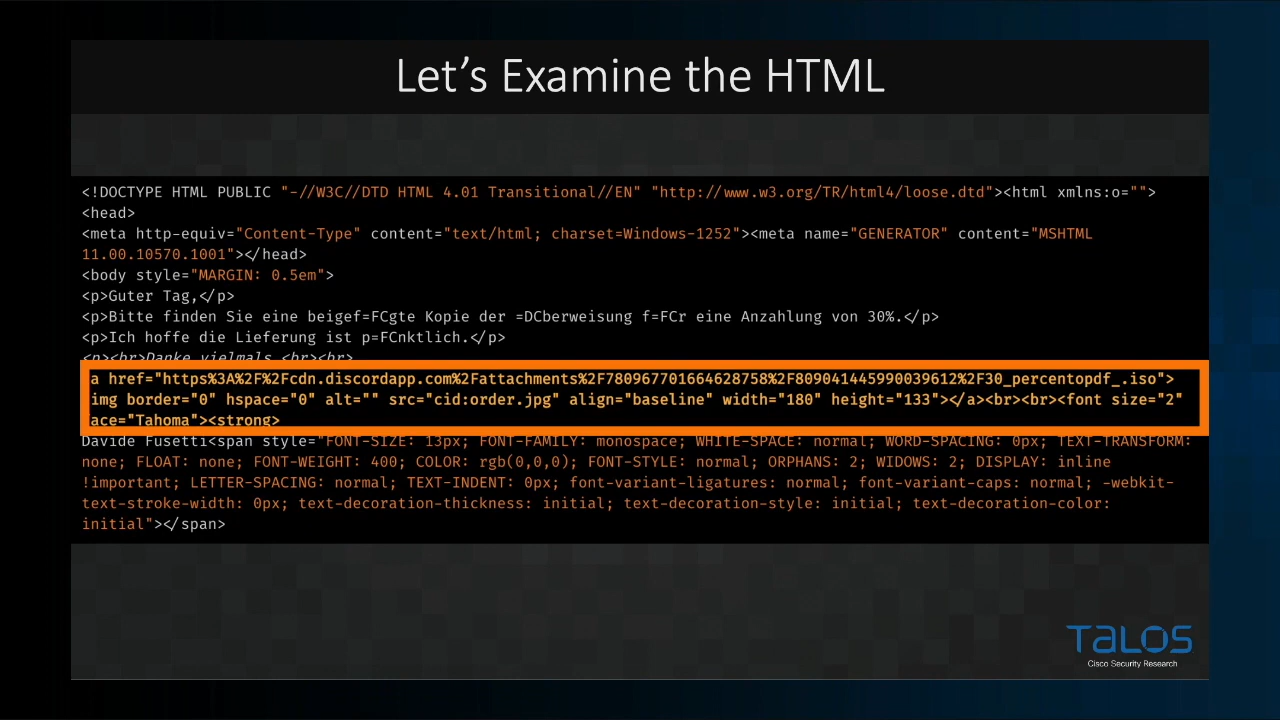 Let's Examine the HTML
<!DOCTYPE HTML PUBLIC "-//W3C//DTD HTML 4.01 Transitional//EN" "http://www.w3.org/TR/html4/loose.dtd"><html xmlns:o="">
<head>
<meta http-equiv="Content-Type" content="text/html; charset=Windows-1252"><meta name="GENERATOR" content="MSHTML
11.00.10570.1001"></head>
<body style="MARGIN: 0.5em">
<p>Guter Tag,</p>
<p>Bitte finden Sie eine beigef=FCgte Kopie der =DCberweisung f=FCr eine Anzahlung von 30%.</p>
<p>Ich hoffe die Lieferung ist p=FCnktlich.</p>
<p><br>Danke vielmals <br><br>
a href="https%3A%2F%2Fcdn.discordapp.com%2Fattachments%2F780967701664628758%2F809041445990039612%2F30_percentopdf_.iso">
img border="0" hspace="0" alt="" src="cid:order.jpg" align="baseline" width="180" height="133"></a><br><br><font size="2"
ace="Tahoma"><strong>
Davide Fusetti<span style="FONT-SIZE: 13px; FONT-FAMILY: monospace; WHITE-SPACE: normal; WORD-SPACING: 0px; TEXT-TRANSFORM:
none; FLOAT: none; FONT-WEIGHT: 400; COLOR: rgb(0,0,0); FONT-STYLE: normal; ORPHANS: 2; WIDOWS: 2; DISPLAY: inline
!important; LETTER-SPACING: normal; TEXT-INDENT: 0px; font-variant-ligatures: normal; font-variant-caps: normal; -webkit-
text-stroke-width: 0px; text-decoration-thickness: initial; text-decoration-style: initial; text-decoration-color:
initial"></span>
TALOS
Cisco Security Research